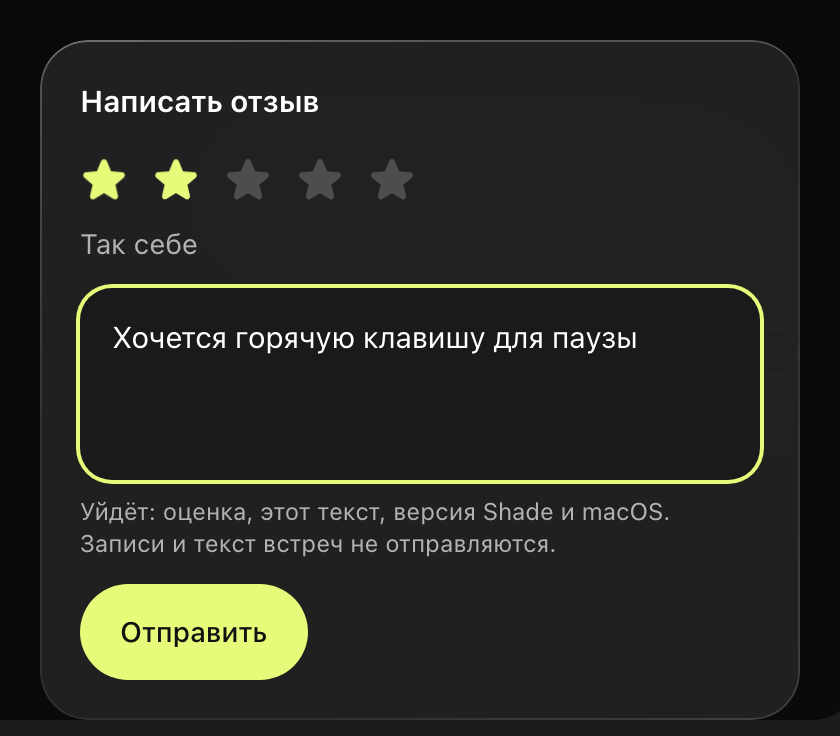 Написать отзыв
Так себе
Хочется горячую клавишу для паузы
Уйдёт: оценка, этот текст, версия Shade и macOS.
Записи и текст встреч не отправляются.
Отправить